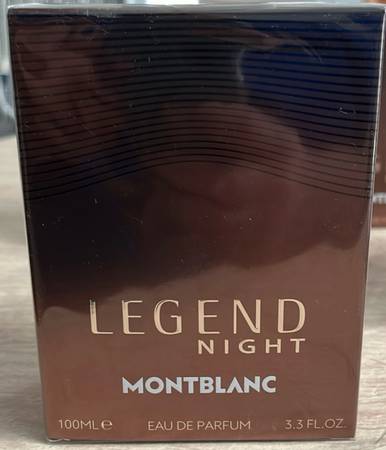 LEGEND
NIGHT
MONTBLANC
100ML℮ EAU DE PARFUM 3.3 FL.OZ.